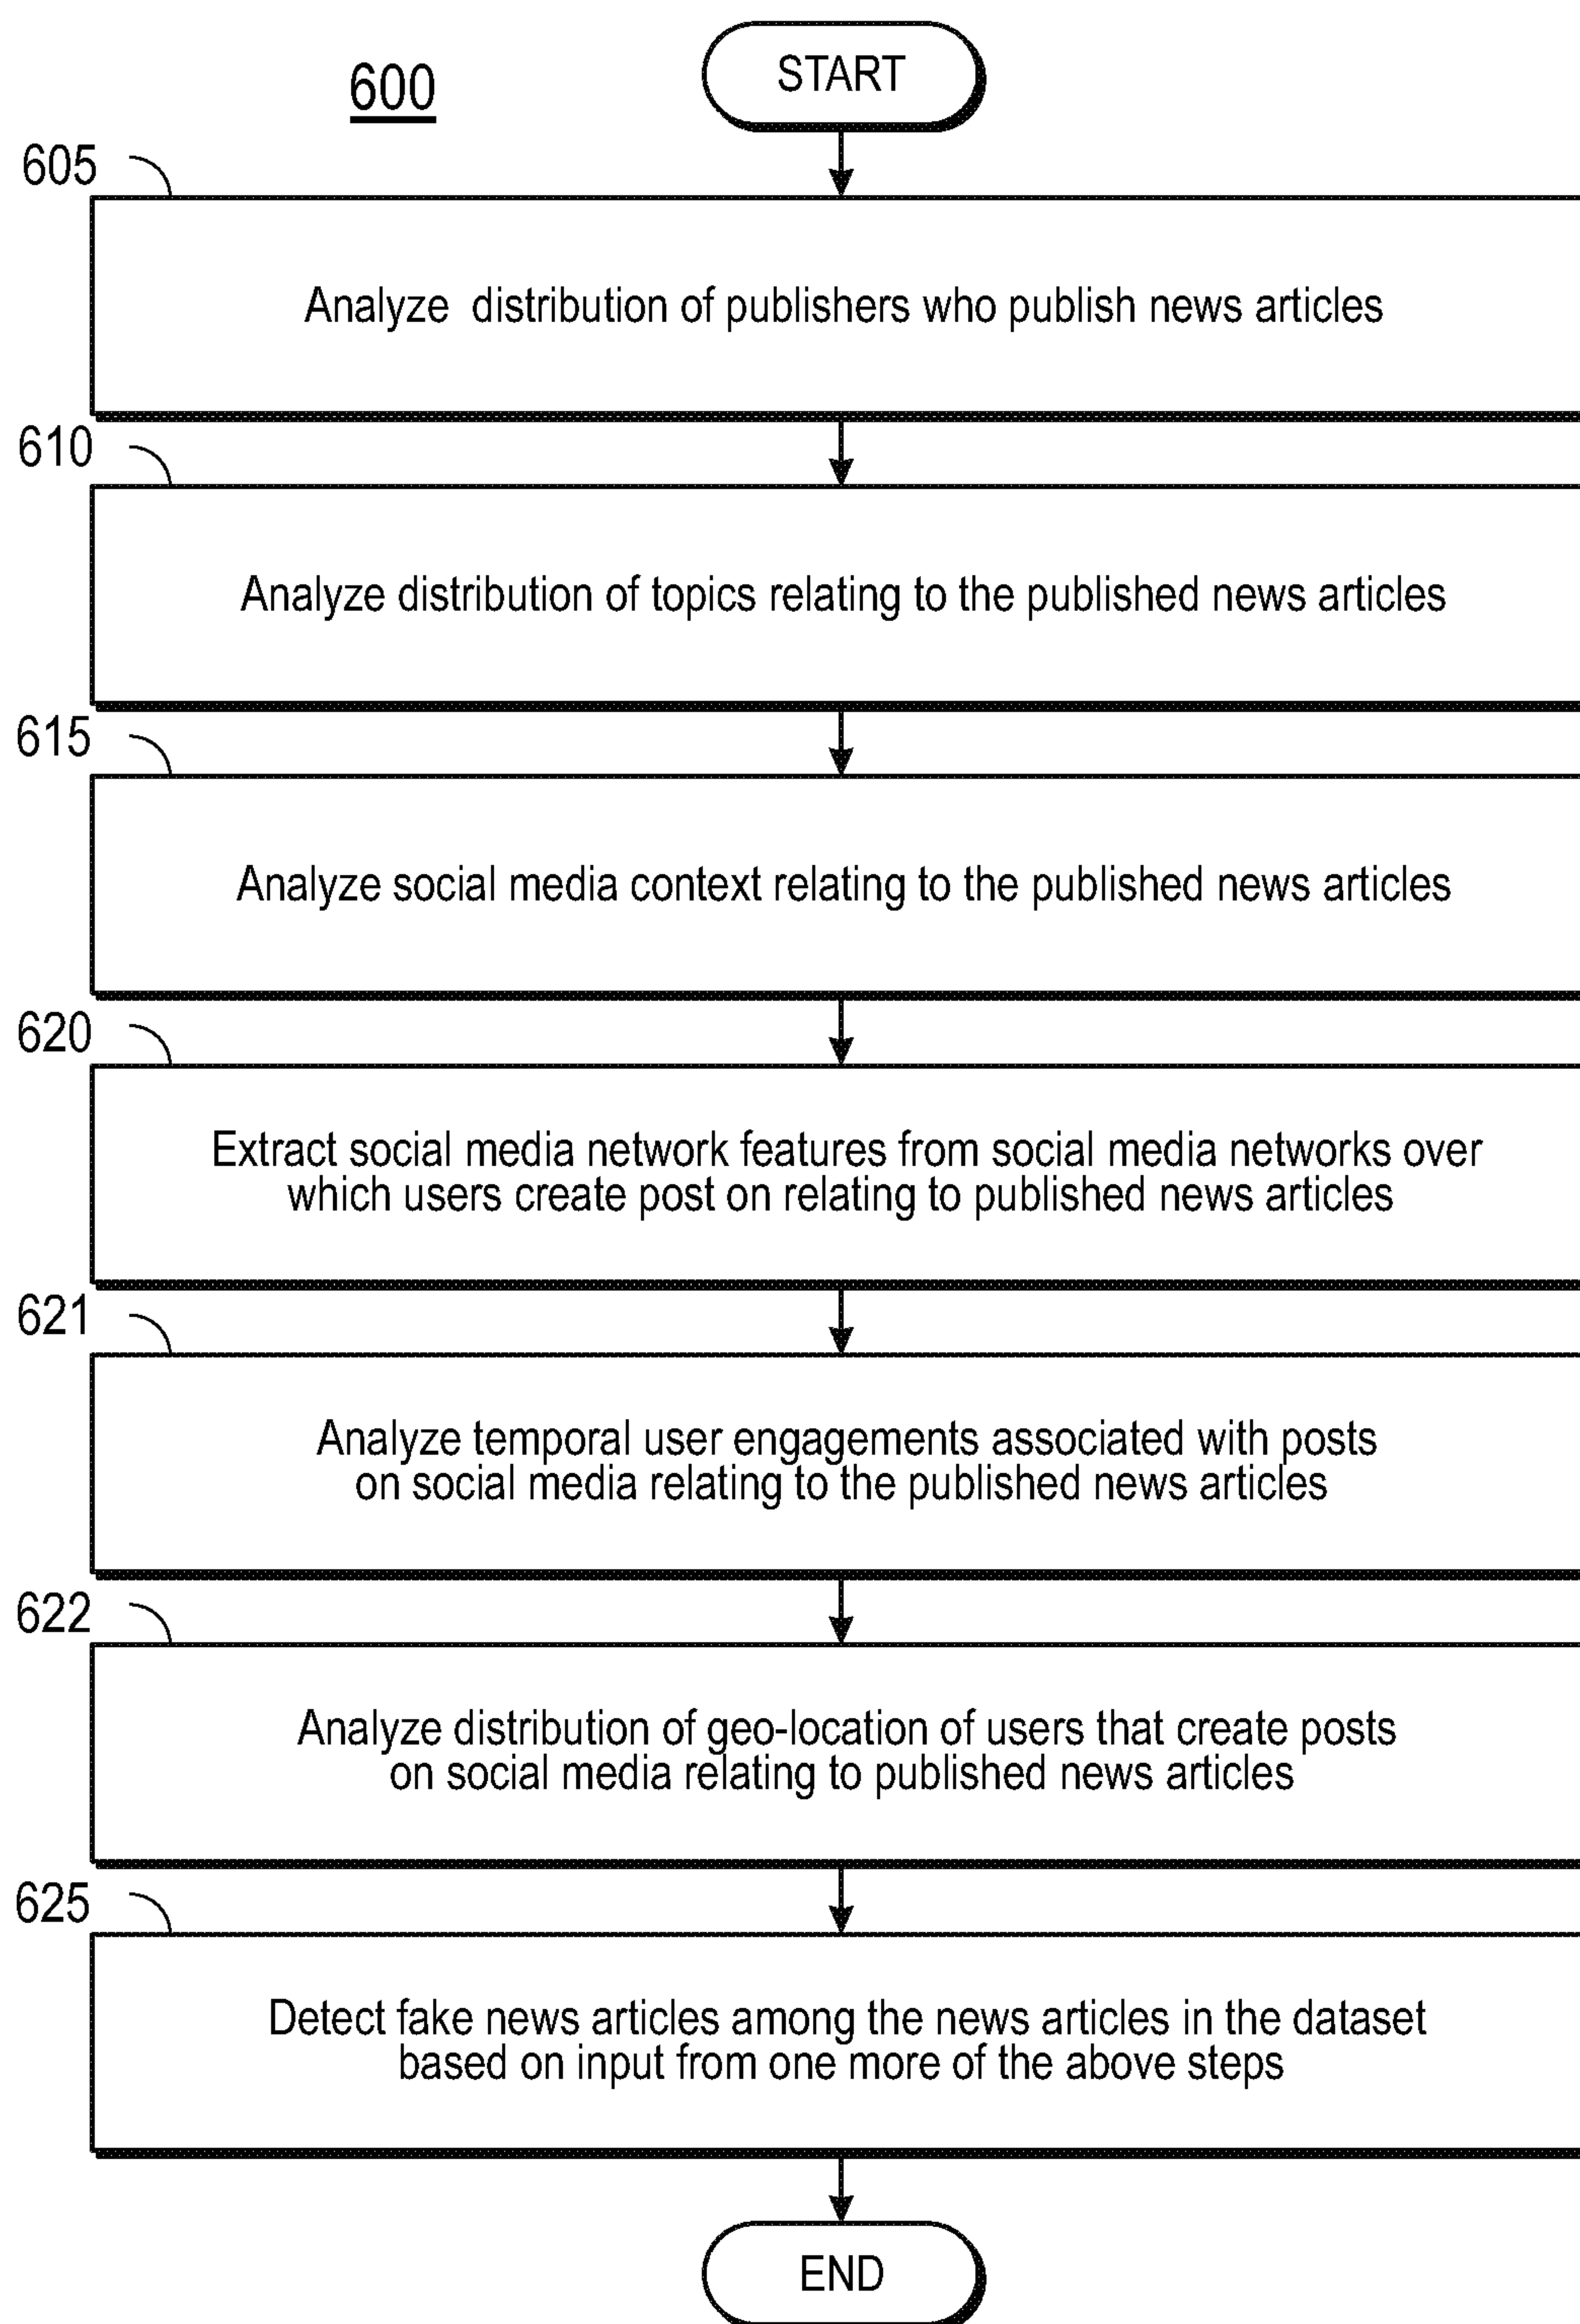 600
START
605
Analyze distribution of publishers who publish news articles
610
Analyze distribution of topics relating to the published news articles
615
Analyze social media context relating to the published news articles
620
Extract social media network features from social media networks over
which users create post on relating to published news articles
621
Analyze temporal user engagements associated with posts
on social media relating to the published news articles
622
Analyze distribution of geo-location of users that create posts
on social media relating to published news articles
625
Detect fake news articles among the news articles in the dataset
based on input from one more of the above steps
END